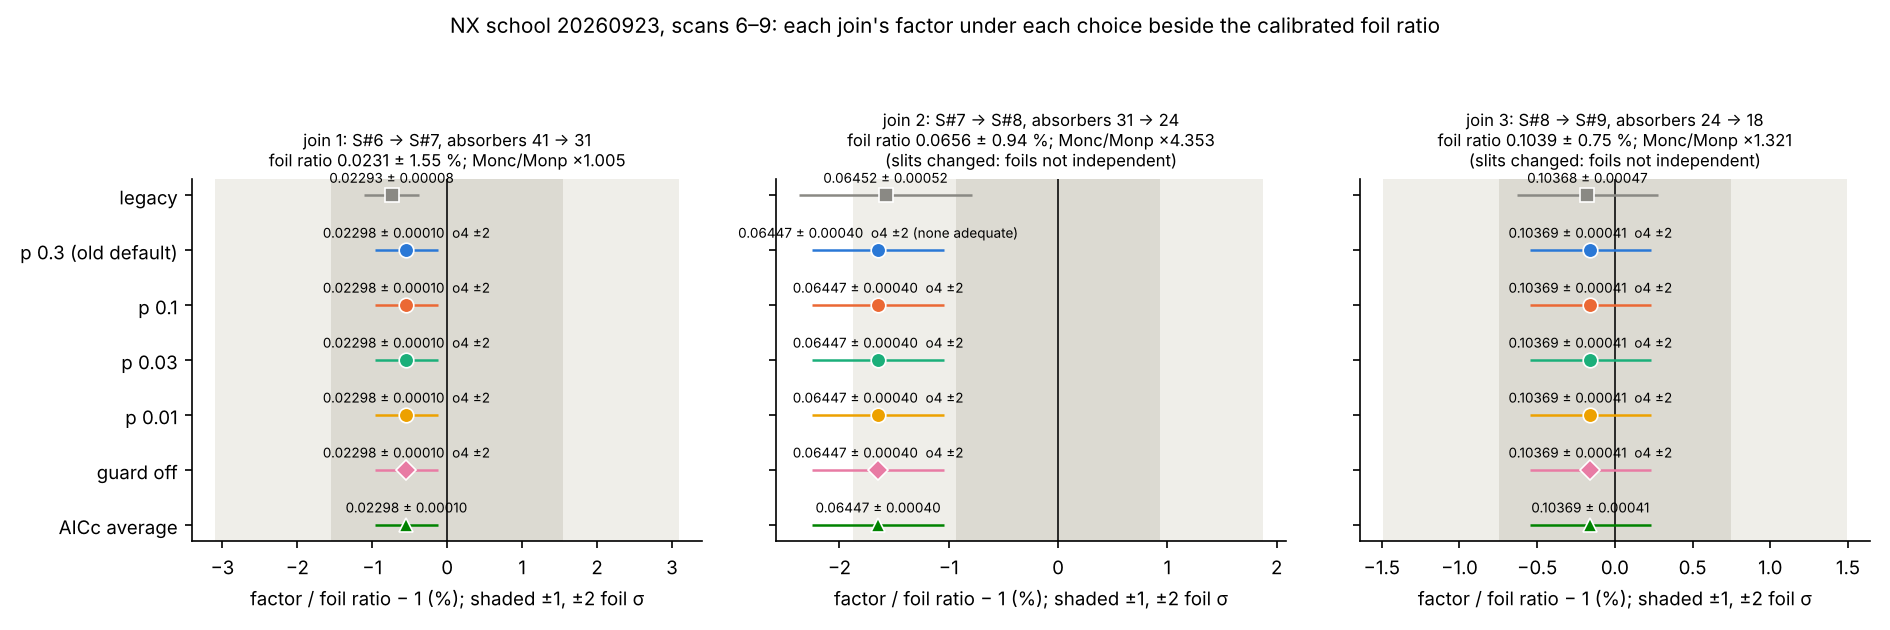 NX school 20260923, scans 6–9: each join's factor under each choice beside the calibrated foil ratio
join 1: S#6 → S#7, absorbers 41 → 31
foil ratio 0.0231 ± 1.55 %; Monc/Monp ×1.005
join 2: S#7 → S#8, absorbers 31 → 24
foil ratio 0.0656 ± 0.94 %; Monc/Monp ×4.353
(slits changed: foils not independent)
join 3: S#8 → S#9, absorbers 24 → 18
foil ratio 0.1039 ± 0.75 %; Monc/Monp ×1.321
(slits changed: foils not independent)
legacy
p 0.3 (old default)
p 0.1
p 0.03
p 0.01
guard off
AICc average
0.02293 ± 0.00008
0.02298 ± 0.00010 o4 ±2
0.02298 ± 0.00010 o4 ±2
0.02298 ± 0.00010 o4 ±2
0.02298 ± 0.00010 o4 ±2
0.02298 ± 0.00010 o4 ±2
0.02298 ± 0.00010
−3 −2 −1 0 1 2 3
factor / foil ratio − 1 (%); shaded ±1, ±2 foil σ
0.06452 ± 0.00052
0.06447 ± 0.00040 o4 ±2 (none adequate)
0.06447 ± 0.00040 o4 ±2
0.06447 ± 0.00040 o4 ±2
0.06447 ± 0.00040 o4 ±2
0.06447 ± 0.00040 o4 ±2
0.06447 ± 0.00040
−2 −1 0 1 2
factor / foil ratio − 1 (%); shaded ±1, ±2 foil σ
0.10368 ± 0.00047
0.10369 ± 0.00041 o4 ±2
0.10369 ± 0.00041 o4 ±2
0.10369 ± 0.00041 o4 ±2
0.10369 ± 0.00041 o4 ±2
0.10369 ± 0.00041 o4 ±2
0.10369 ± 0.00041
−1.5 −1.0 −0.5 0.0 0.5 1.0 1.5
factor / foil ratio − 1 (%); shaded ±1, ±2 foil σ